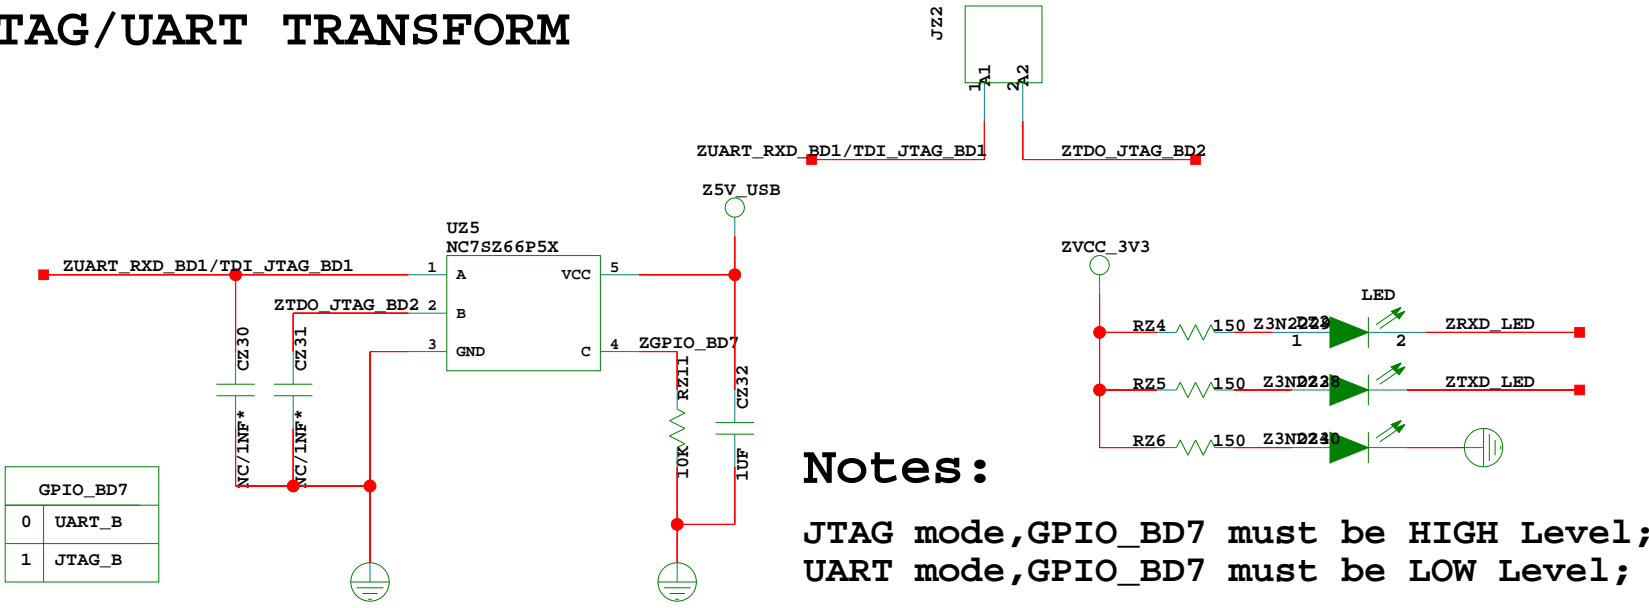 TAG/UART TRANSFORM
JZ2
1 A1
2 A2
ZUART_RXD_BD1/TDI_JTAG_BD1
ZTDO_JTAG_BD2
Z5V_USB
UZ5
NC7SZ66P5X
ZUART_RXD_BD1/TDI_JTAG_BD1
1 A
VCC 5
ZTDO_JTAG_BD2 2 B
3 GND
C 4
ZGPIO_BD7
CZ30
NC/1NF*
CZ31
NC/1NF*
RZ11
10K
CZ32
1UF
ZVCC_3V3
LED
RZ4 150
1 2
ZRXD_LED
RZ5 150
ZTXD_LED
RZ6 150
GPIO_BD7
0 UART_B
1 JTAG_B
Notes:
JTAG mode,GPIO_BD7 must be HIGH Level;
UART mode,GPIO_BD7 must be LOW Level;